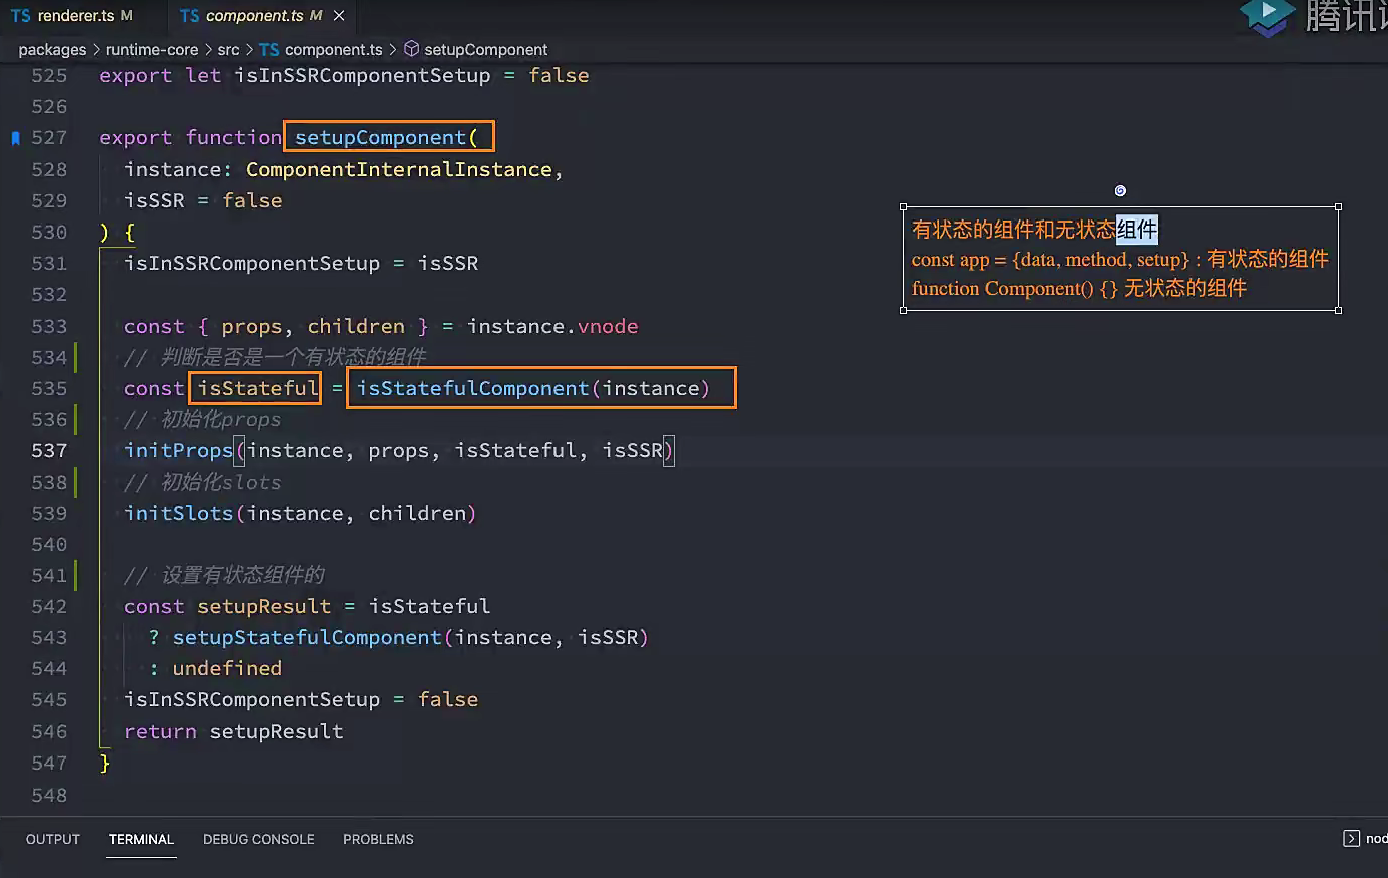 TS renderer.ts M TS component.ts M ×
腾讯
packages > runtime-core > src > TS component.ts > setupComponent
525 export let isInSSRComponentSetup = false
526
527 export function setupComponent(
528 instance: ComponentInternalInstance,
529 isSSR = false
530 ) {
531 isInSSRComponentSetup = isSSR
532
533 const { props, children } = instance.vnode
534 // 判断是否是一个有状态的组件
535 const isStateful = isStatefulComponent(instance)
536 // 初始化props
537 initProps(instance, props, isStateful, isSSR)
538 // 初始化slots
539 initSlots(instance, children)
540
541 // 设置有状态组件的
542 const setupResult = isStateful
543 ? setupStatefulComponent(instance, isSSR)
544 : undefined
545 isInSSRComponentSetup = false
546 return setupResult
547 }
548
有状态的组件和无状态组件
const app = {data, method, setup} : 有状态的组件
function Component() {} 无状态的组件
OUTPUT TERMINAL DEBUG CONSOLE PROBLEMS
nod